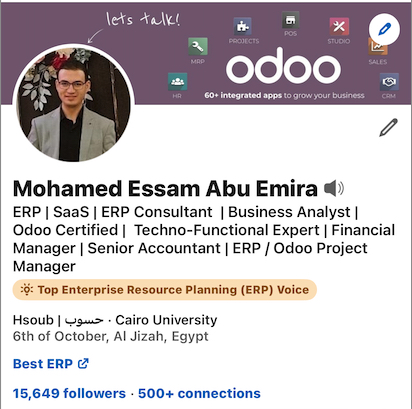 lets talk!
PROJECTS
POS
STUDIO
MRP
odoo
SALES
HR
60+ integrated apps to grow your business
CRM
Mohamed Essam Abu Emira
ERP | SaaS | ERP Consultant | Business Analyst |
Odoo Certified | Techno-Functional Expert | Financial
Manager | Senior Accountant | ERP / Odoo Project
Manager
Top Enterprise Resource Planning (ERP) Voice
Hsoub | حسوب · Cairo University
6th of October, Al Jizah, Egypt
Best ERP
15,649 followers · 500+ connections